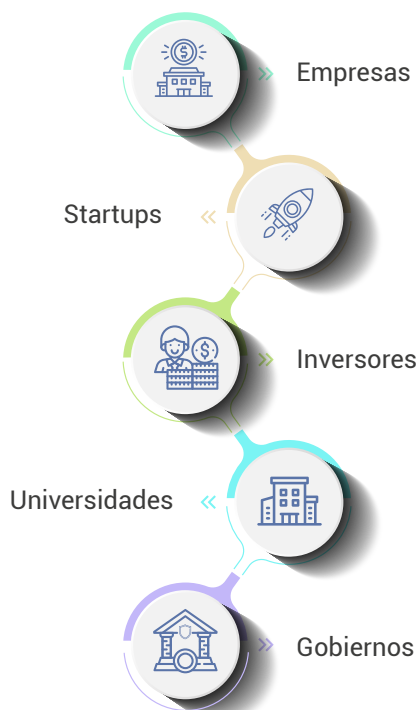 Empresas
Startups
Inversores
Universidades
Gobiernos